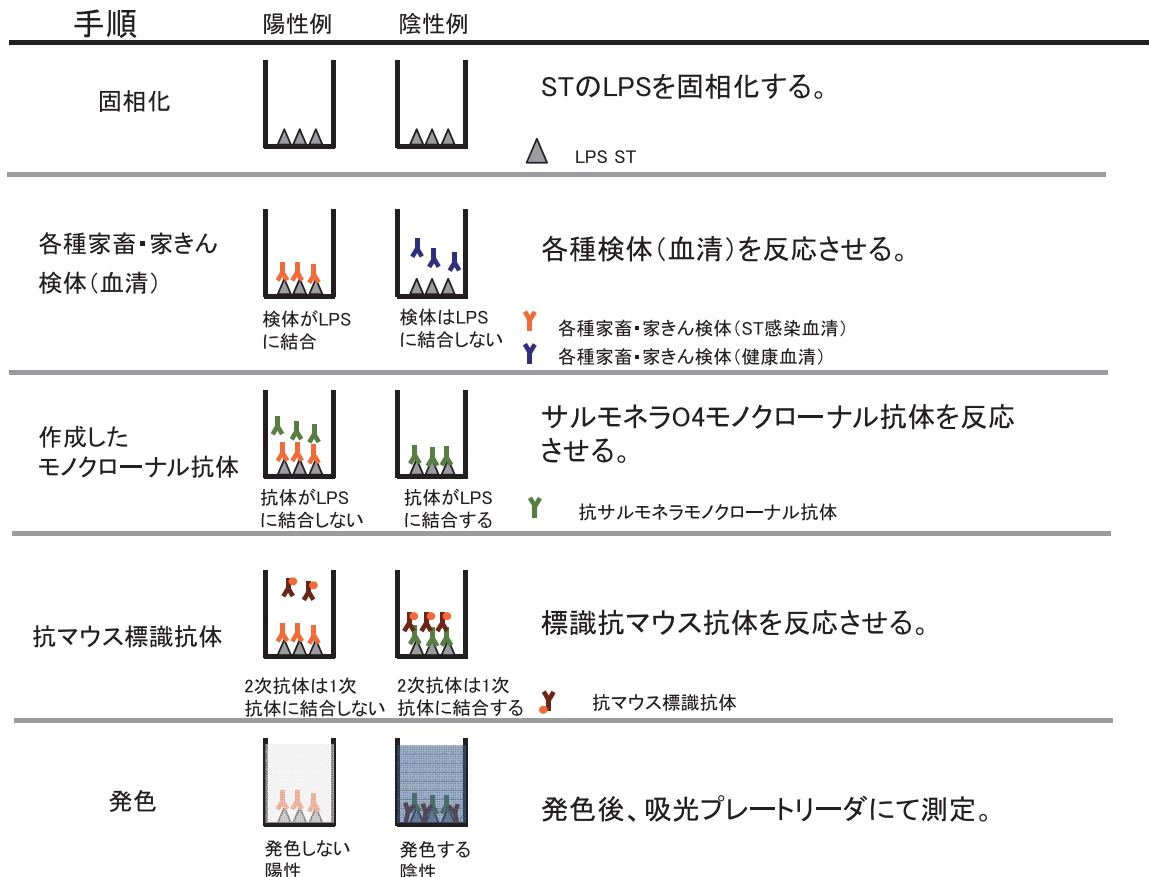 手順 陽性例 陰性例
固相化
STのLPSを固相化する。
LPS ST
各種家畜・家きん
検体(血清)
検体がLPS
に結合
検体はLPS
に結合しない
各種検体(血清)を反応させる。
各種家畜・家きん検体(ST感染血清)
各種家畜・家きん検体(健康血清)
作成した
モノクローナル抗体
抗体がLPS
に結合しない
抗体がLPS
に結合する
サルモネラO4モノクローナル抗体を反応
させる。
抗サルモネラモノクローナル抗体
抗マウス標識抗体
2次抗体は1次
抗体に結合しない
2次抗体は1次
抗体に結合する
標識抗マウス抗体を反応させる。
抗マウス標識抗体
発色
発色しない
陽性
発色する
陰性
発色後、吸光プレートリーダにて測定。